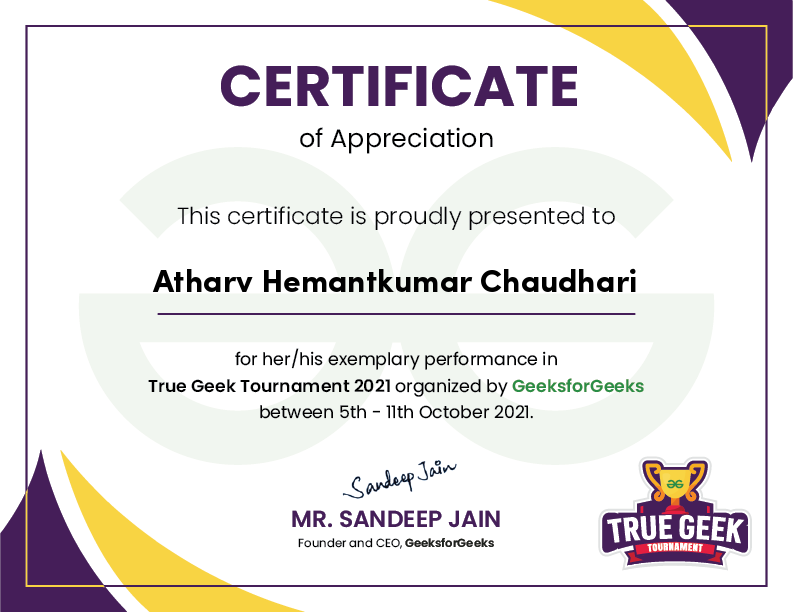 CERTIFICATE
of Appreciation
This certificate is proudly presented to
Atharv Hemantkumar Chaudhari
for her/his exemplary performance in
True Geek Tournament 2021 organized by GeeksforGeeks
between 5th - 11th October 2021.
Sandeep Jain
MR. SANDEEP JAIN
Founder and CEO, GeeksforGeeks
TRUE GEEK
TOURNAMENT